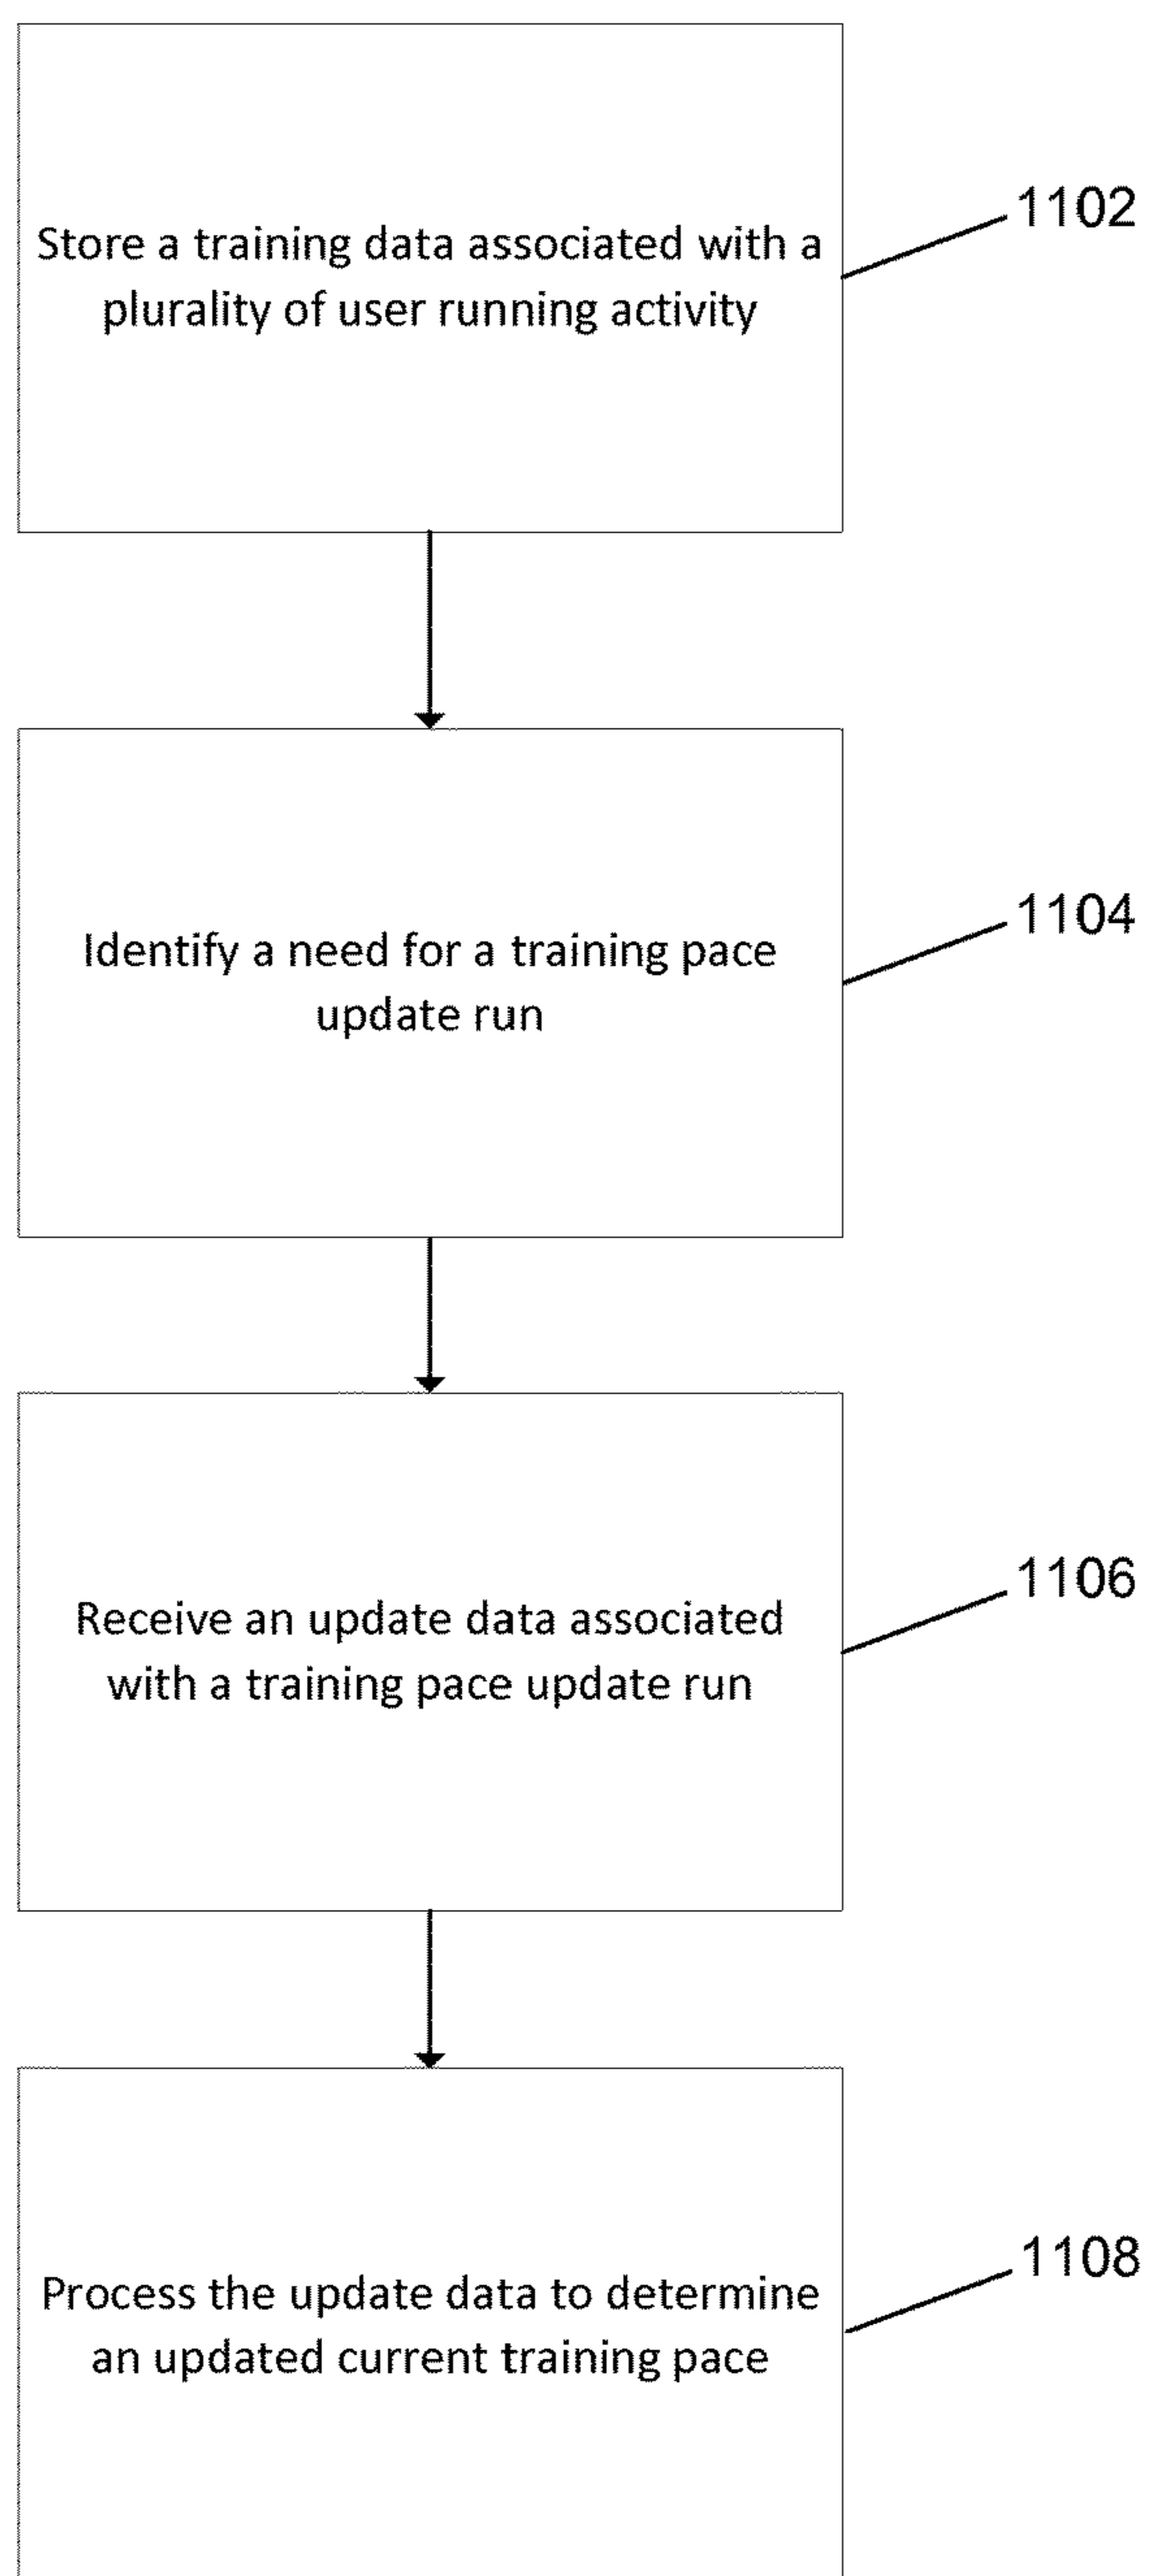 Store a training data associated with a
plurality of user running activity
1102
Identify a need for a training pace
update run
1104
Receive an update data associated
with a training pace update run
1106
Process the update data to determine
an updated current training pace
1108